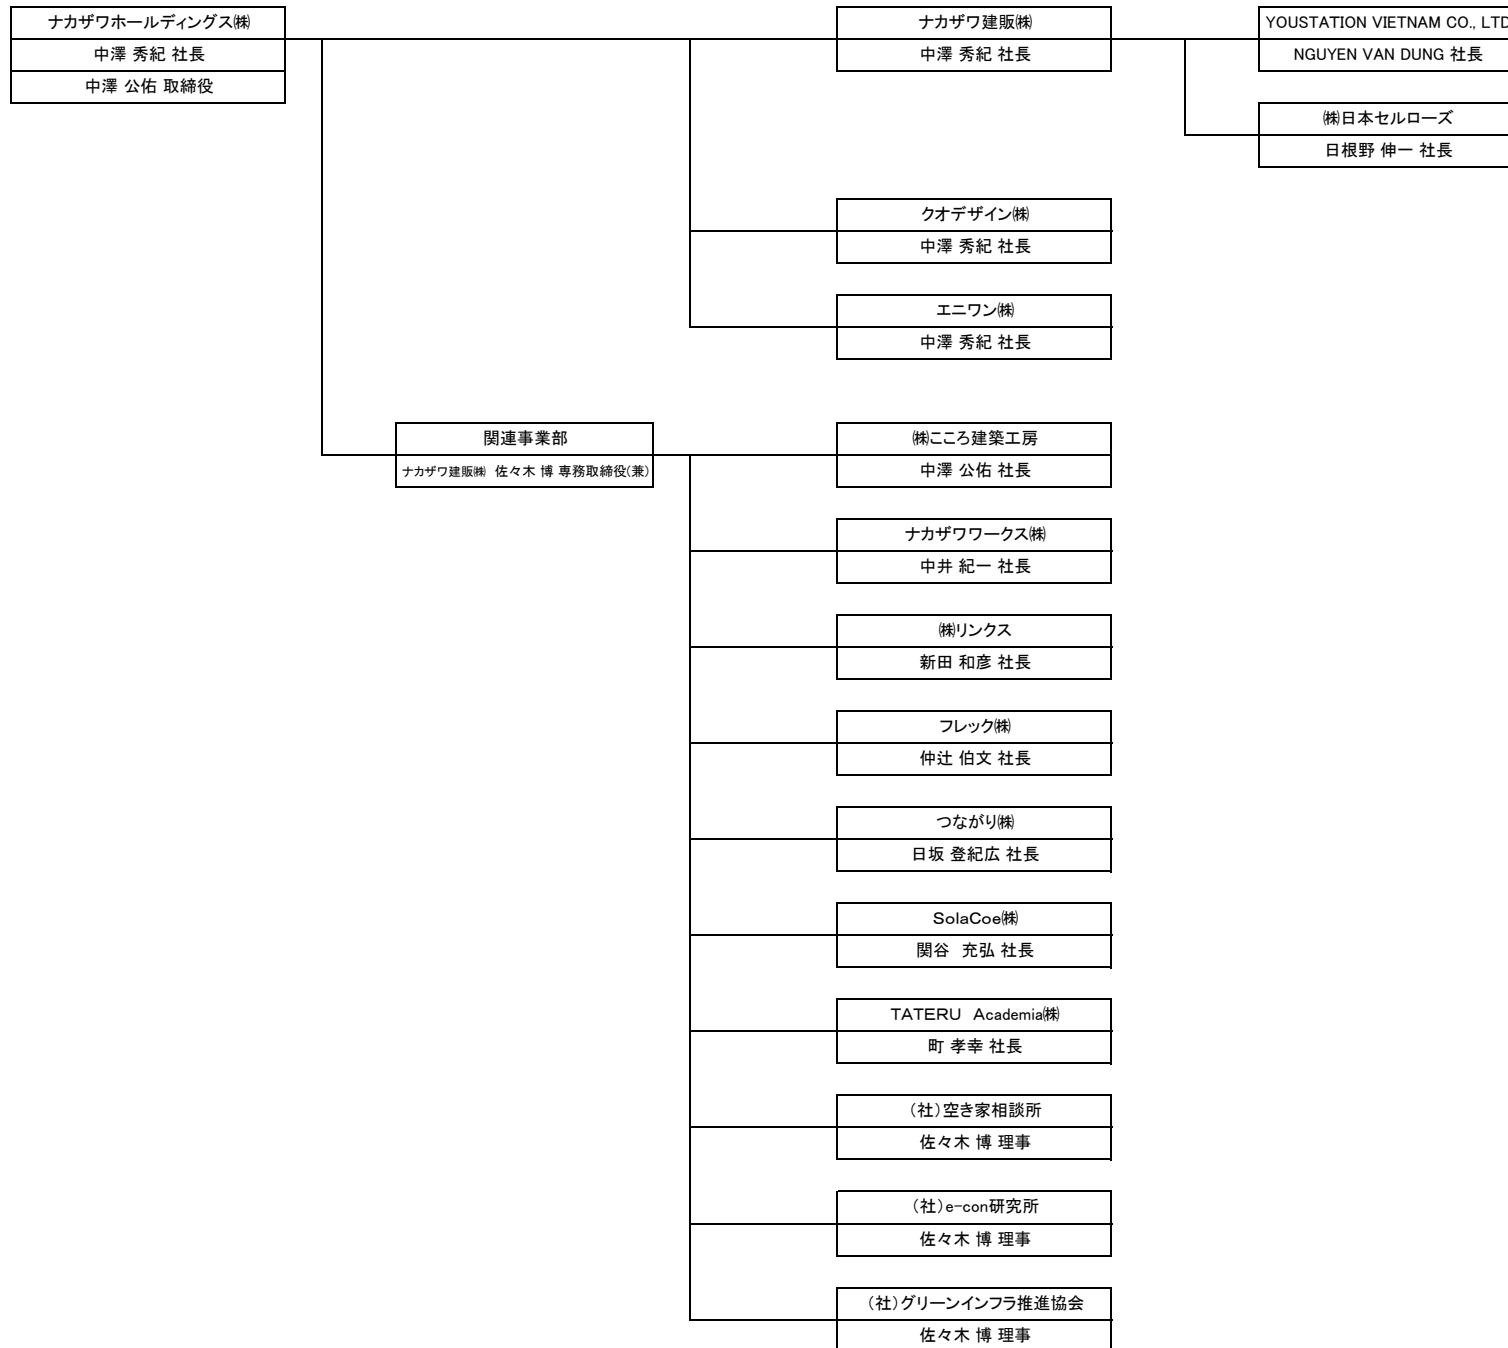 ナカザワホールディングス㈱
中澤 秀紀 社長
中澤 公佑 取締役
ナカザワ建販㈱
中澤 秀紀 社長
YOUSTATION VIETNAM CO., LTD
NGUYEN VAN DUNG 社長
㈱日本セルローズ
日根野 伸一 社長
クオデザイン㈱
中澤 秀紀 社長
エニワン㈱
中澤 秀紀 社長
関連事業部
ナカザワ建販㈱　佐々木 博 専務取締役(兼)
㈱こころ建築工房
中澤 公佑 社長
ナカザワワークス㈱
中井 紀一 社長
㈱リンクス
新田 和彦 社長
フレック㈱
仲辻 伯文 社長
つながり㈱
日坂 登紀広 社長
SolaCoe㈱
関谷　充弘 社長
TATERU　Academia㈱
町 孝幸 社長
（社）空き家相談所
佐々木 博 理事
（社）e-con研究所
佐々木 博 理事
（社）グリーンインフラ推進協会
佐々木 博 理事